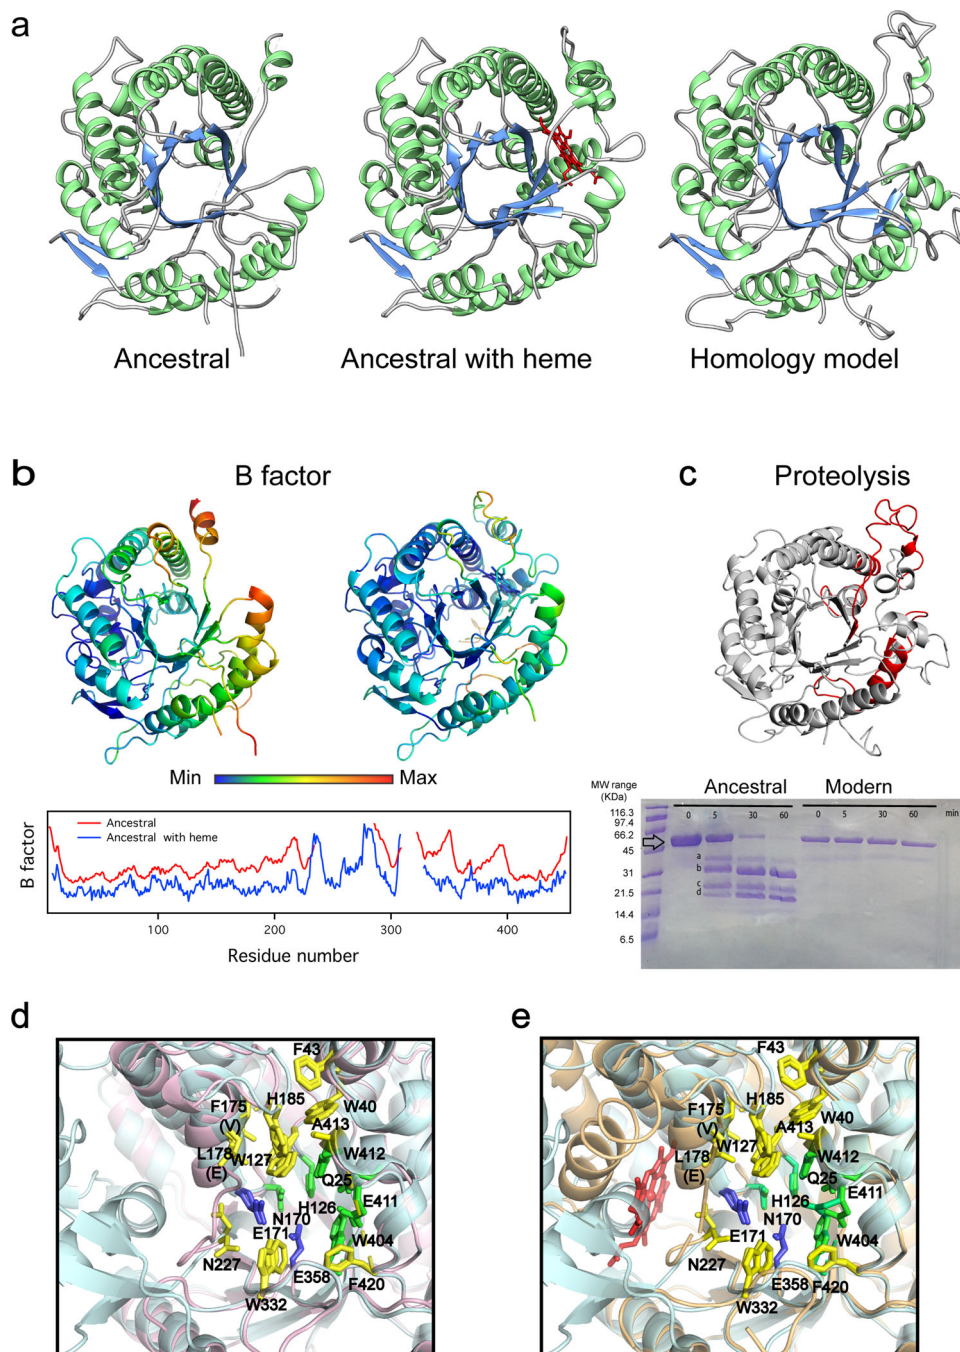 a
Ancestral
Ancestral with heme
Homology model
b
B factor
c
Proteolysis
Min
Max
B factor
Ancestral
Ancestral with heme
100
200
300
400
Residue number
MW range
(KDa)
Ancestral
Modern
0
5
30
60
0
5
30
60
min
116.3
97.4
66.2
45
31
21.5
14.4
6.5
a
b
c
d
d
F43
F175
(V)
H185
W40
A413
L178
(E)
W127
W412
Q25
E411
H126
N170
E171
W404
N227
E358
F420
W332
e
F43
F175
(V)
H185
W40
A413
L178
(E)
W127
W412
Q25
E411
H126
N170
E171
W404
N227
E358
F420
W332